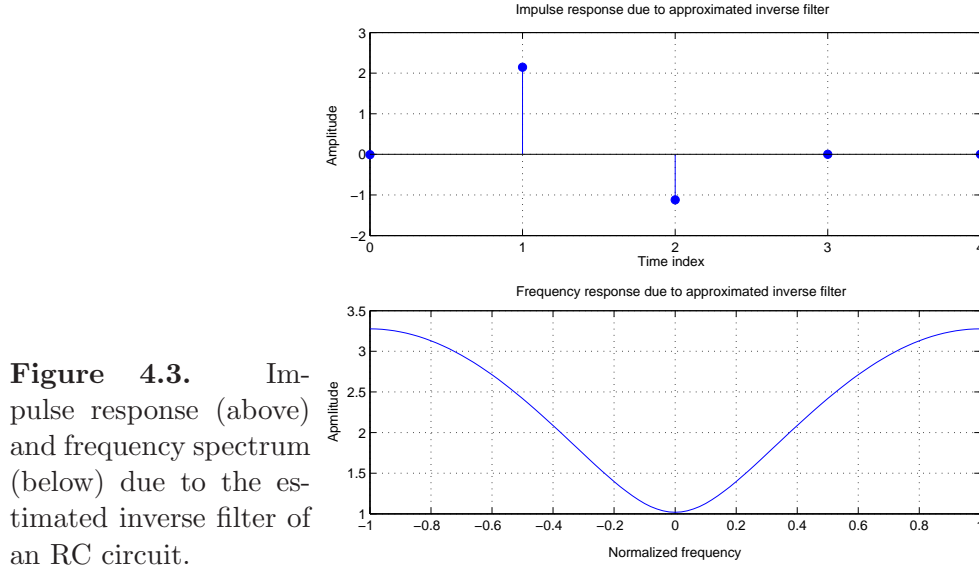 Impulse response due to approximated inverse filter
3
2
1
0
−1
−2
Amplitude
0 1 2 3 4
Time index
Frequency response due to approximated inverse filter
3.5
3
2.5
2
1.5
1
Apmlitude
−1 −0.8 −0.6 −0.4 −0.2 0 0.2 0.4 0.6 0.8 1
Normalized frequency
Figure 4.3. Im-
pulse response (above)
and frequency spectrum
(below) due to the es-
timated inverse filter of
an RC circuit.